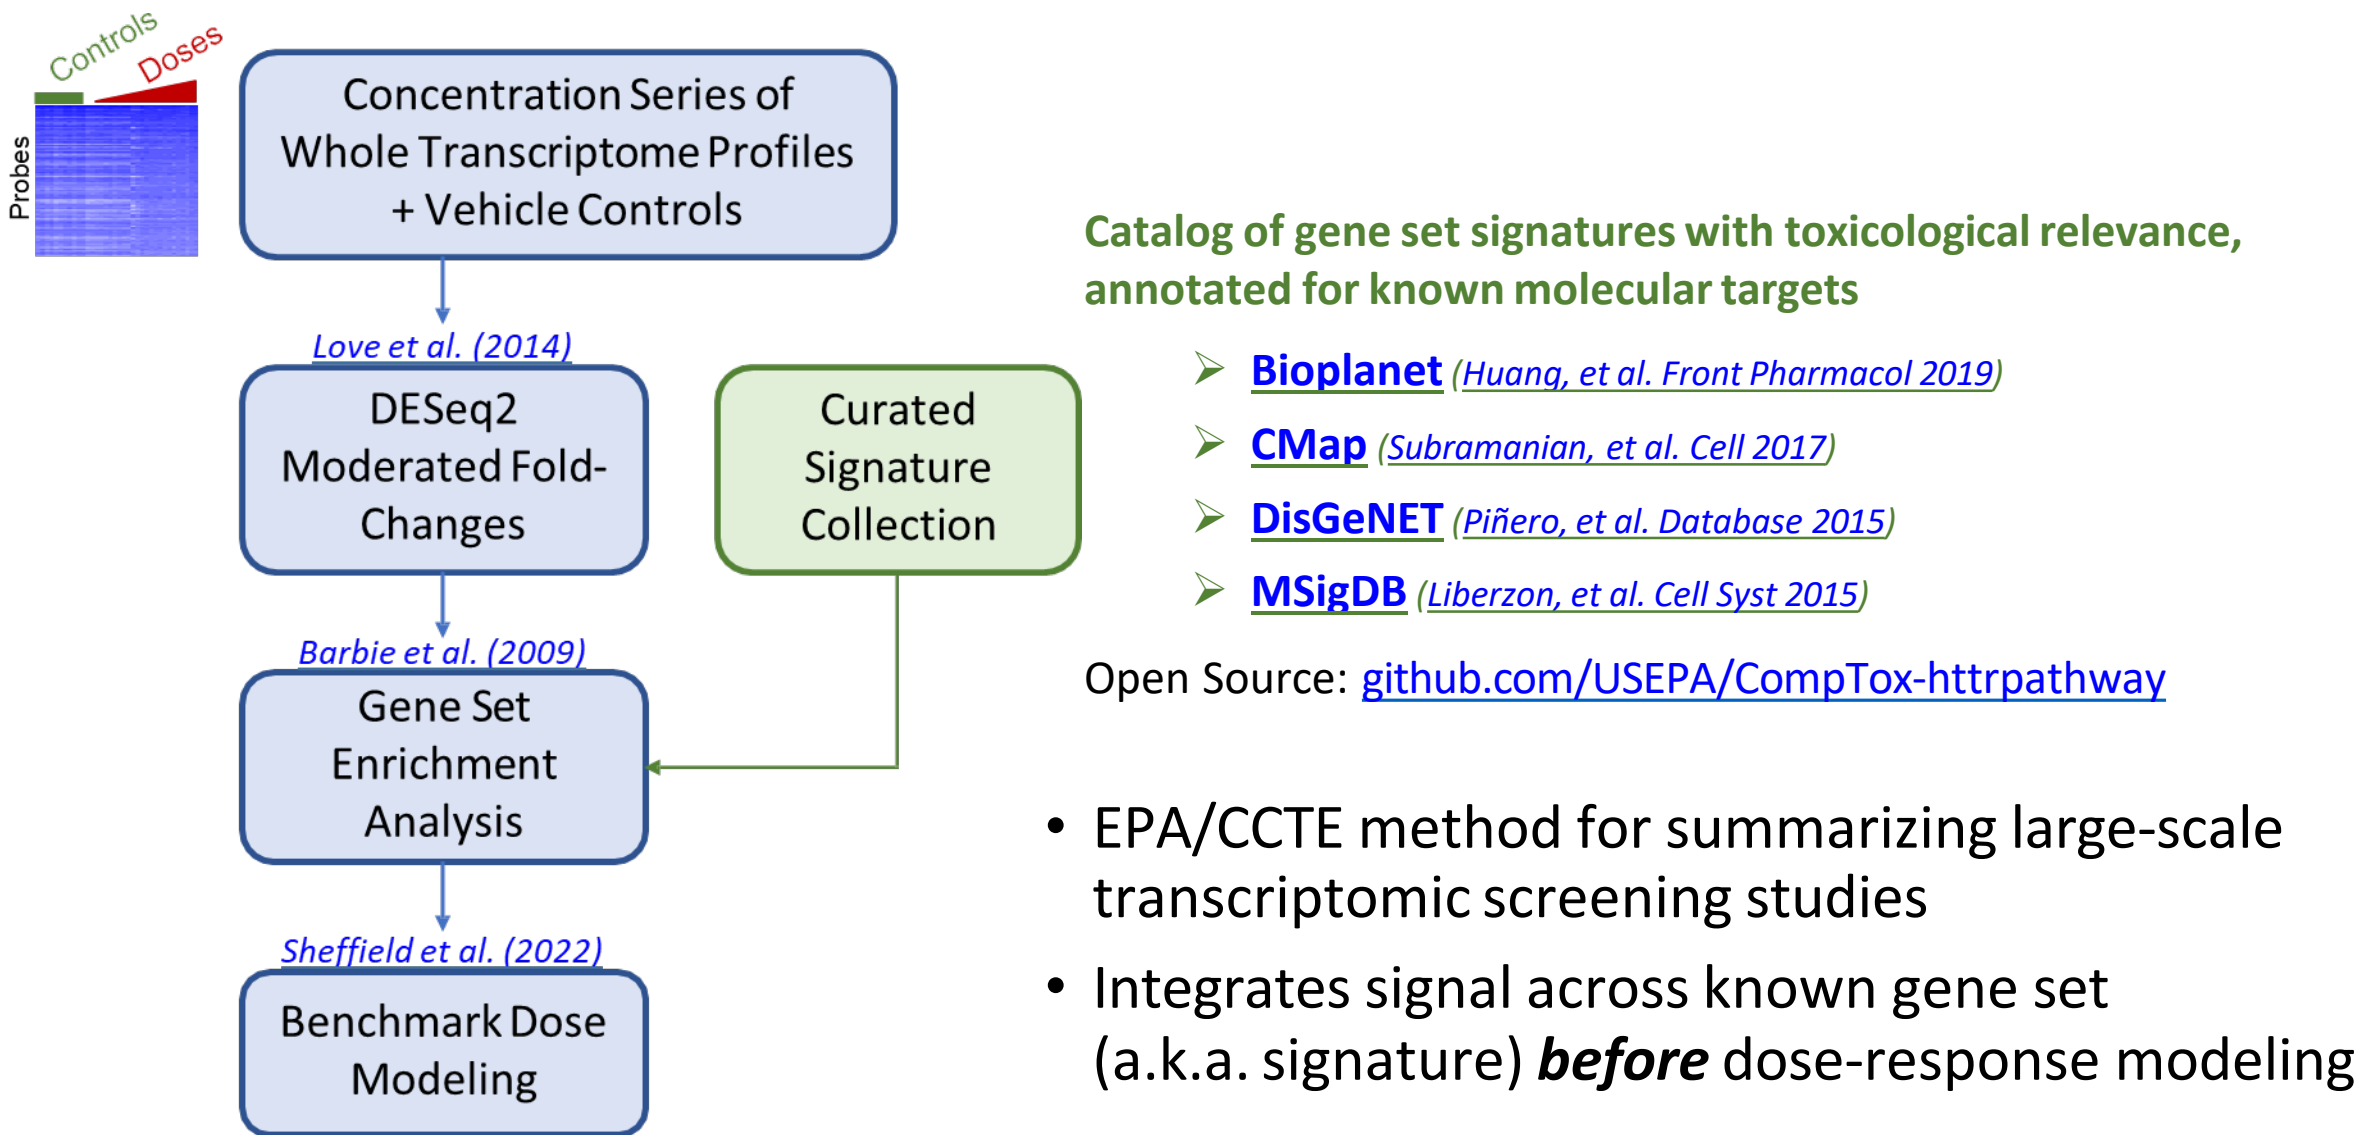 Controls
Doses
Probes
Concentration Series of
Whole Transcriptome Profiles
+ Vehicle Controls
Love et al. (2014)
DESeq2
Moderated Fold-
Changes
Curated
Signature
Collection
Barbie et al. (2009)
Gene Set
Enrichment
Analysis
Sheffield et al. (2022)
Benchmark Dose
Modeling
Catalog of gene set signatures with toxicological relevance,
annotated for known molecular targets
➢ Bioplanet (Huang, et al. Front Pharmacol 2019)
➢ CMap (Subramanian, et al. Cell 2017)
➢ DisGeNET (Piñero, et al. Database 2015)
➢ MSigDB (Liberzon, et al. Cell Syst 2015)
Open Source: github.com/USEPA/CompTox-httrpathway
• EPA/CCTE method for summarizing large-scale
transcriptomic screening studies
• Integrates signal across known gene set
(a.k.a. signature) before dose-response modeling